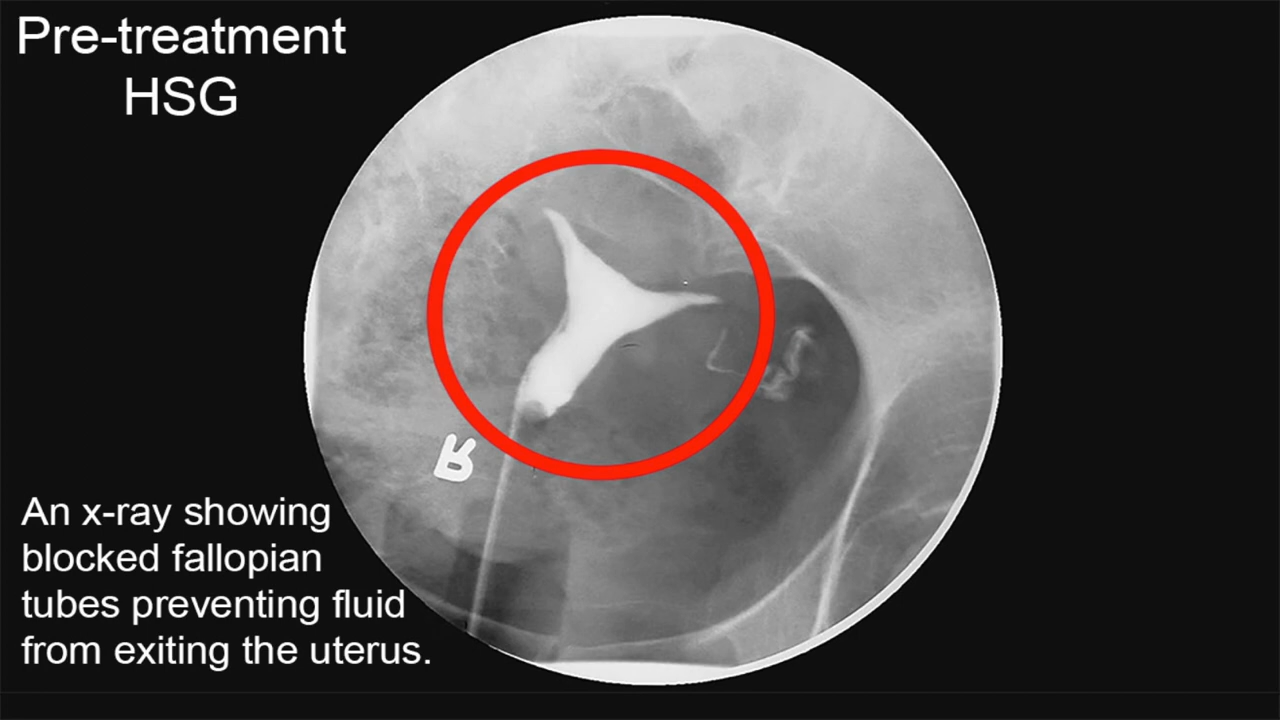 Pre-treatment
HSG
R
An x-ray showing
blocked fallopian
tubes preventing fluid
from exiting the uterus.